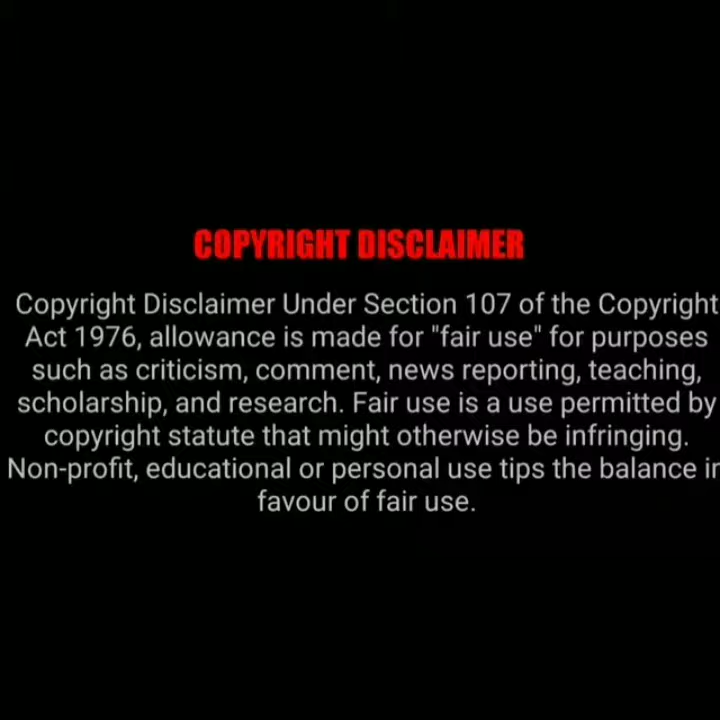 COPYRIGHT DISCLAIMER
Copyright Disclaimer Under Section 107 of the Copyright
Act 1976, allowance is made for "fair use" for purposes
such as criticism, comment, news reporting, teaching,
scholarship, and research. Fair use is a use permitted by
copyright statute that might otherwise be infringing.
Non-profit, educational or personal use tips the balance in
favour of fair use.